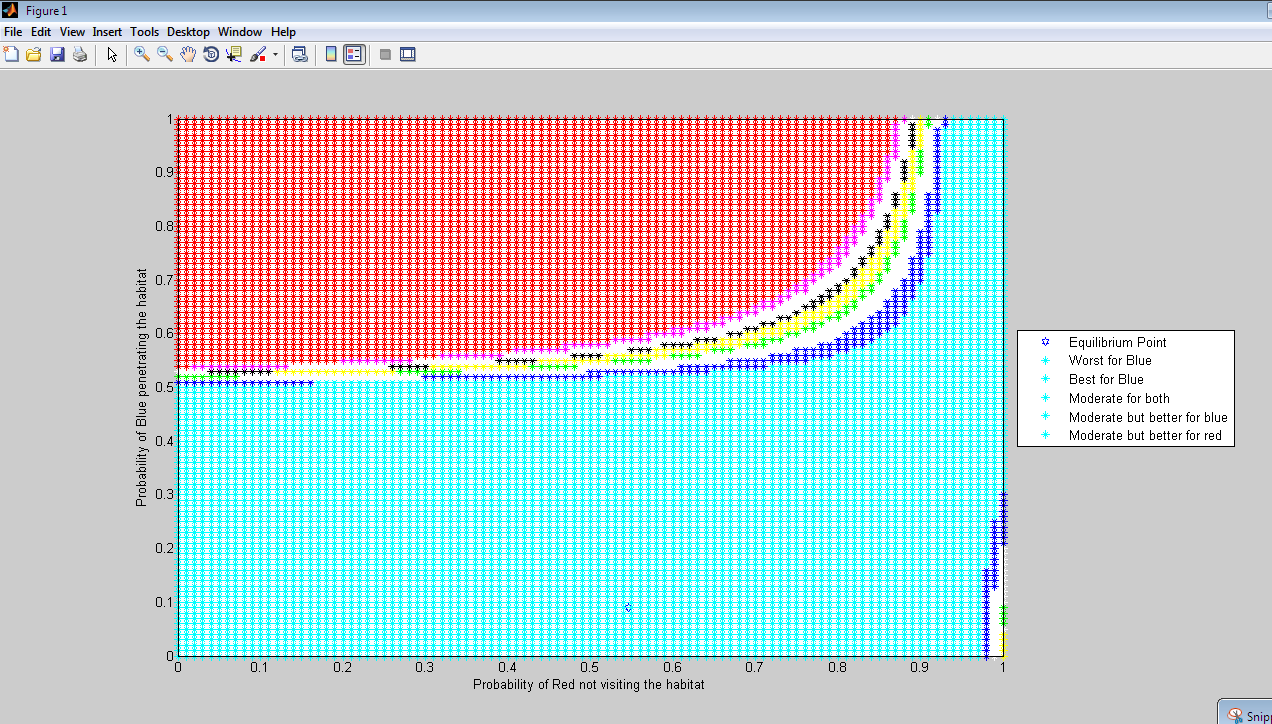 Figure 1
File Edit View Insert Tools Desktop Window Help
1
0.9
0.8
0.7
0.6
0.5
0.4
0.3
0.2
0.1
0
Probability of Blue penetrating the habitat
0 0.1 0.2 0.3 0.4 0.5 0.6 0.7 0.8 0.9 1
Probability of Red not visiting the habitat
Equilibrium Point
Worst for Blue
Best for Blue
Moderate for both
Moderate but better for blue
Moderate but better for red